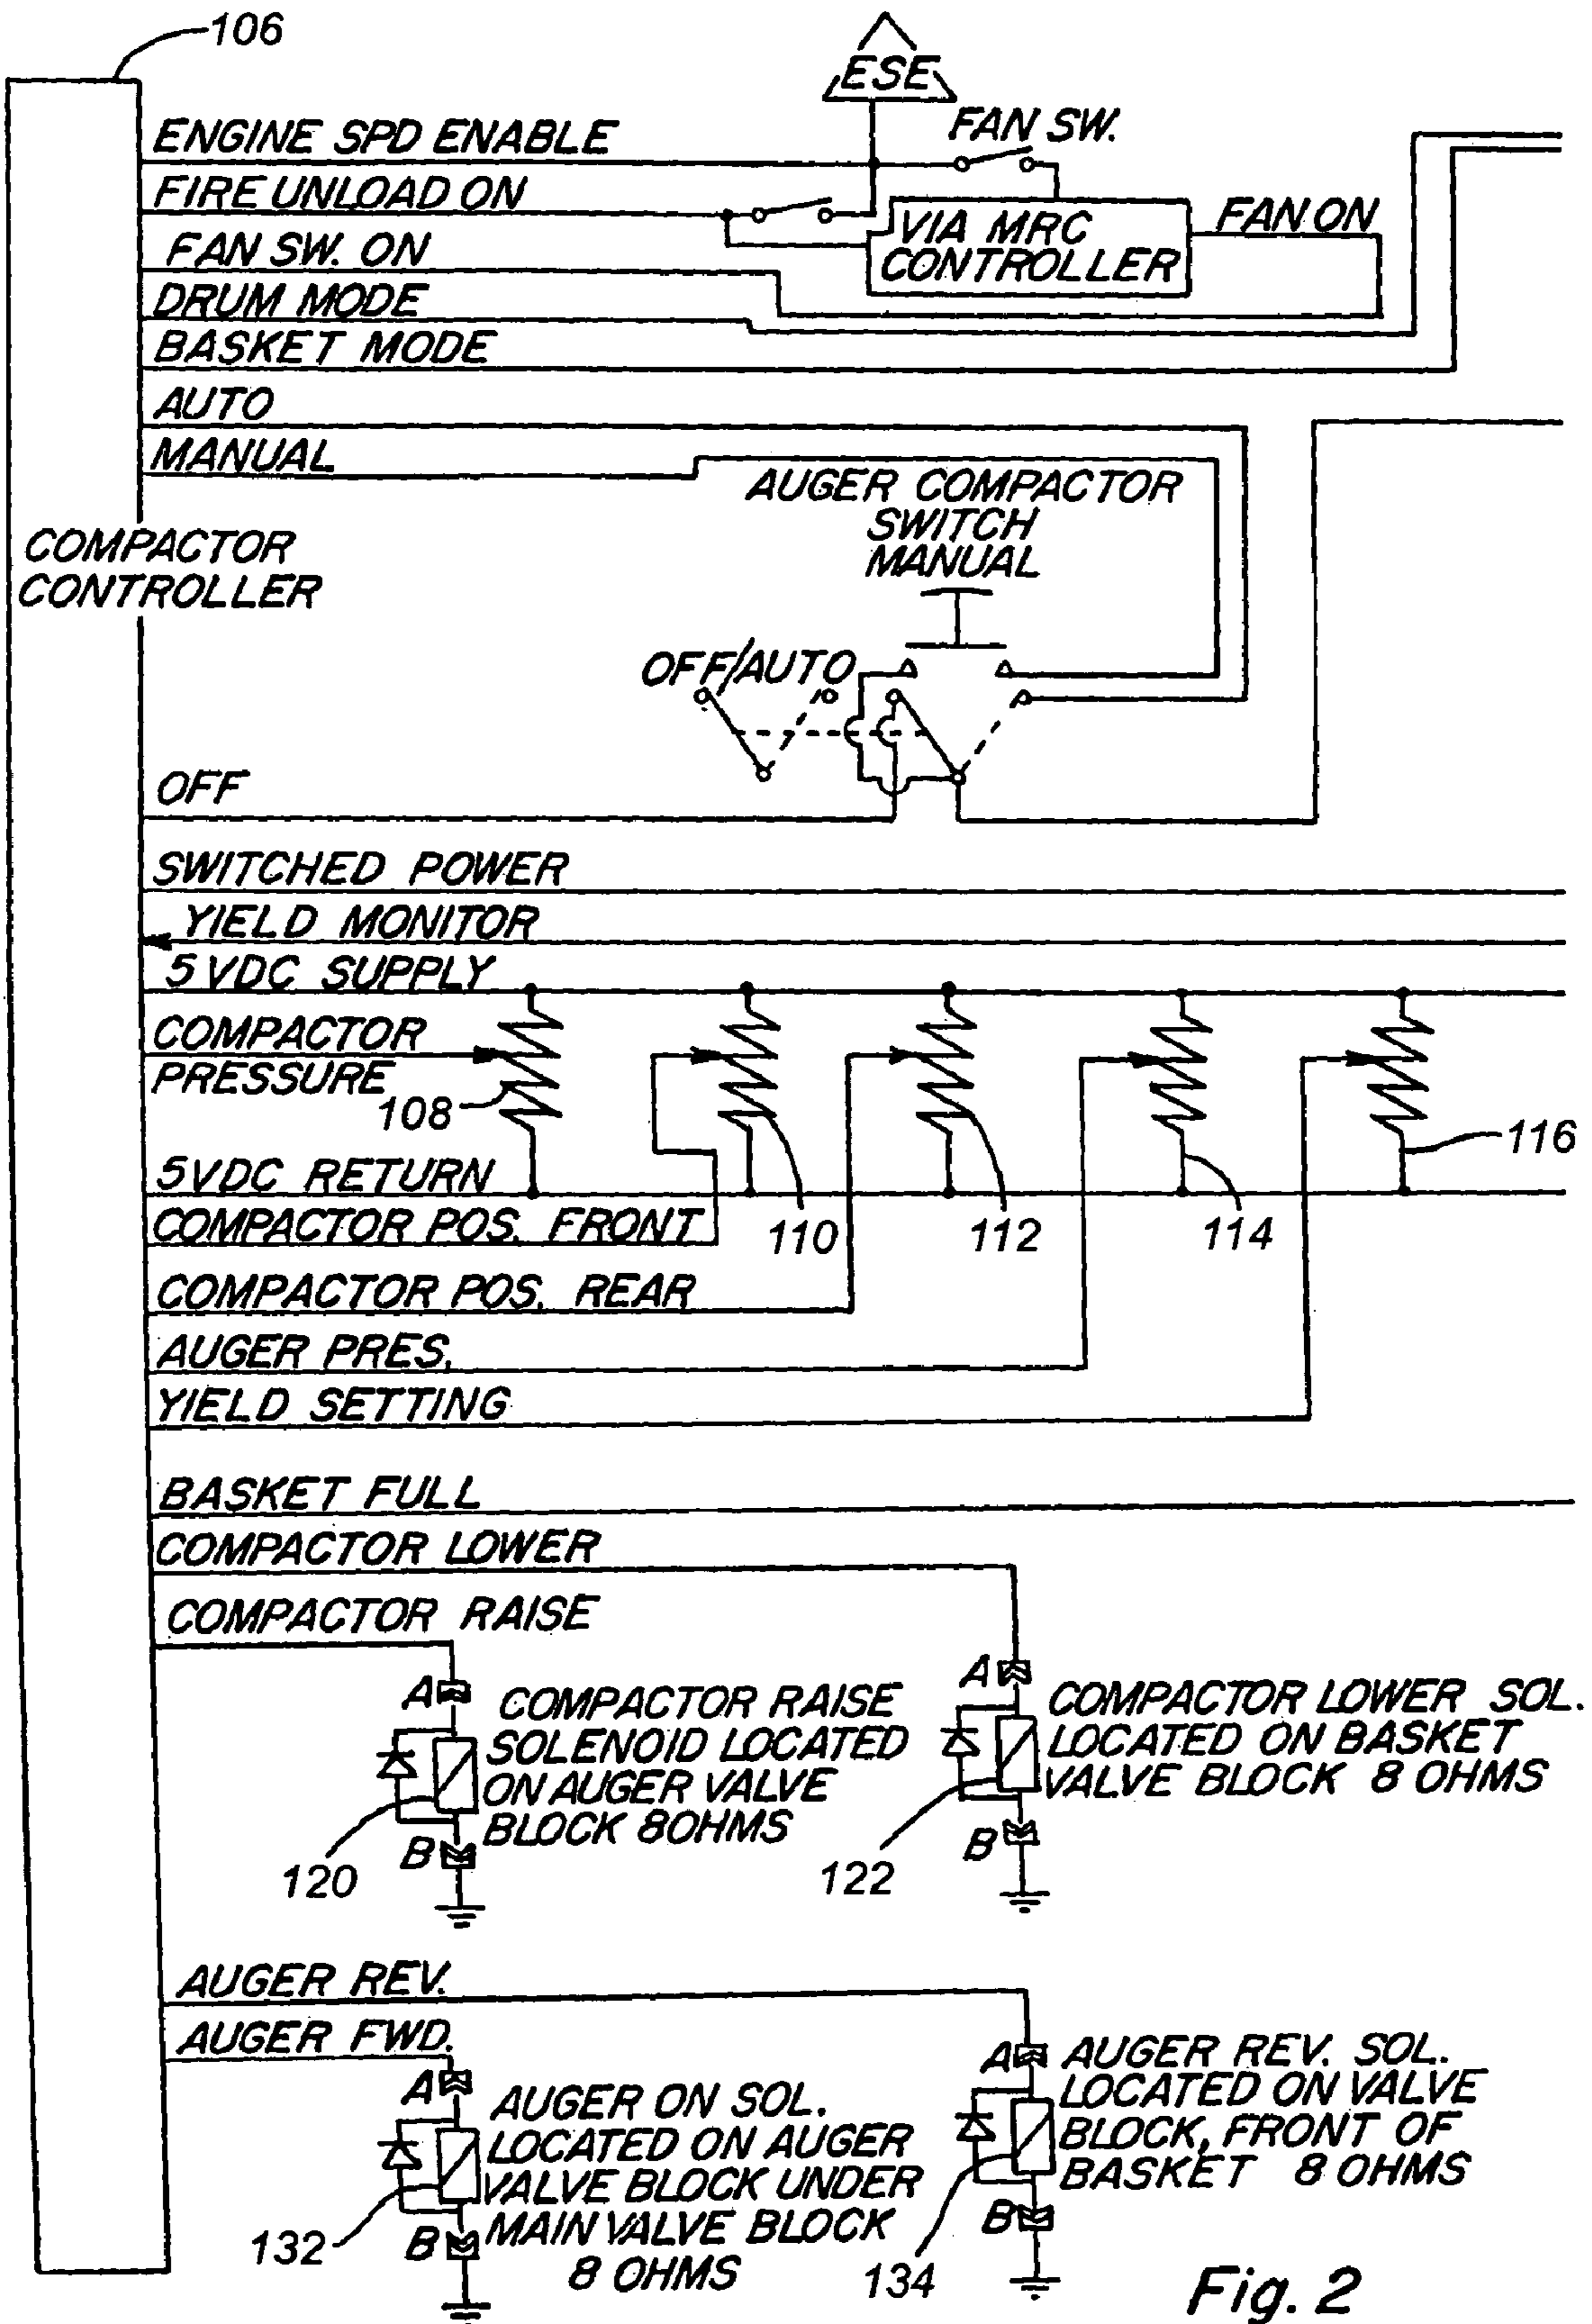 106
ESE
ENGINE SPD ENABLE
FAN SW.
FIRE UNLOAD ON
VIA MRC
CONTROLLER
FAN ON
FAN SW. ON
DRUM MODE
BASKET MODE
AUTO
MANUAL
AUGER COMPACTOR
SWITCH
MANUAL
COMPACTOR
CONTROLLER
OFF/AUTO
OFF
SWITCHED POWER
YIELD MONITOR
5VDC SUPPLY
COMPACTOR
PRESSURE
108
116
5VDC RETURN
COMPACTOR POS. FRONT
110
112
114
COMPACTOR POS. REAR
AUGER PRES.
YIELD SETTING
BASKET FULL
COMPACTOR LOWER
COMPACTOR RAISE
A
COMPACTOR RAISE
SOLENOID LOCATED
ON AUGER VALVE
BLOCK 8OHMS
B
120
A
COMPACTOR LOWER SOL.
LOCATED ON BASKET
VALVE BLOCK 8 OHMS
B
122
AUGER REV.
AUGER FWD.
A
AUGER ON SOL.
LOCATED ON AUGER
VALVE BLOCK UNDER
MAIN VALVE BLOCK
8 OHMS
B
132
A
AUGER REV. SOL.
LOCATED ON VALVE
BLOCK, FRONT OF
BASKET 8 OHMS
B
134
Fig. 2